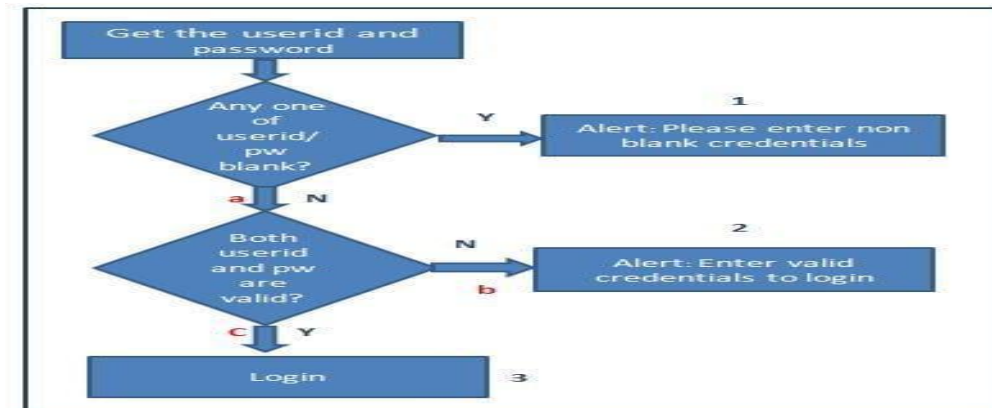 Get the userid and
password
Any one
of
userid/
pw
blank?
Y
1
Alert: Please enter non
blank credentials
a
N
Both
userid
and pw
are
valid?
N
b
2
Alert: Enter valid
credentials to login
C
Y
Login
3